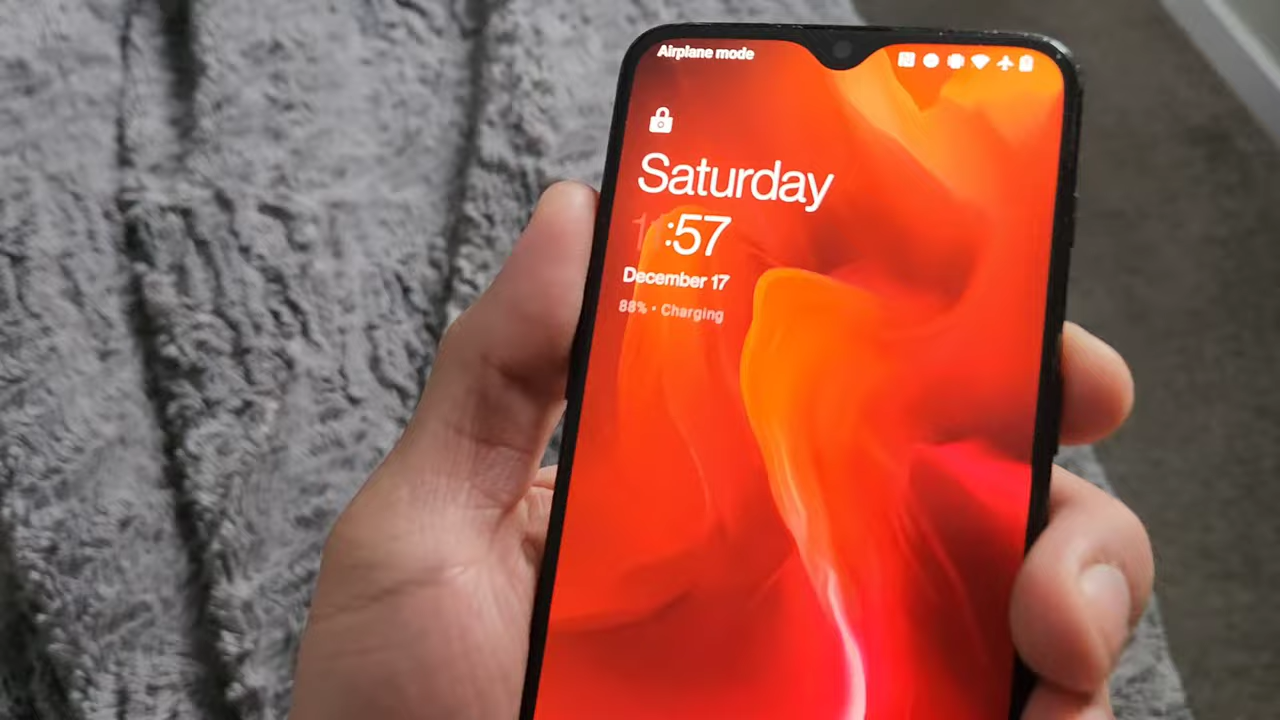 Airplane mode
Saturday
:57
December 17
88% • Charging